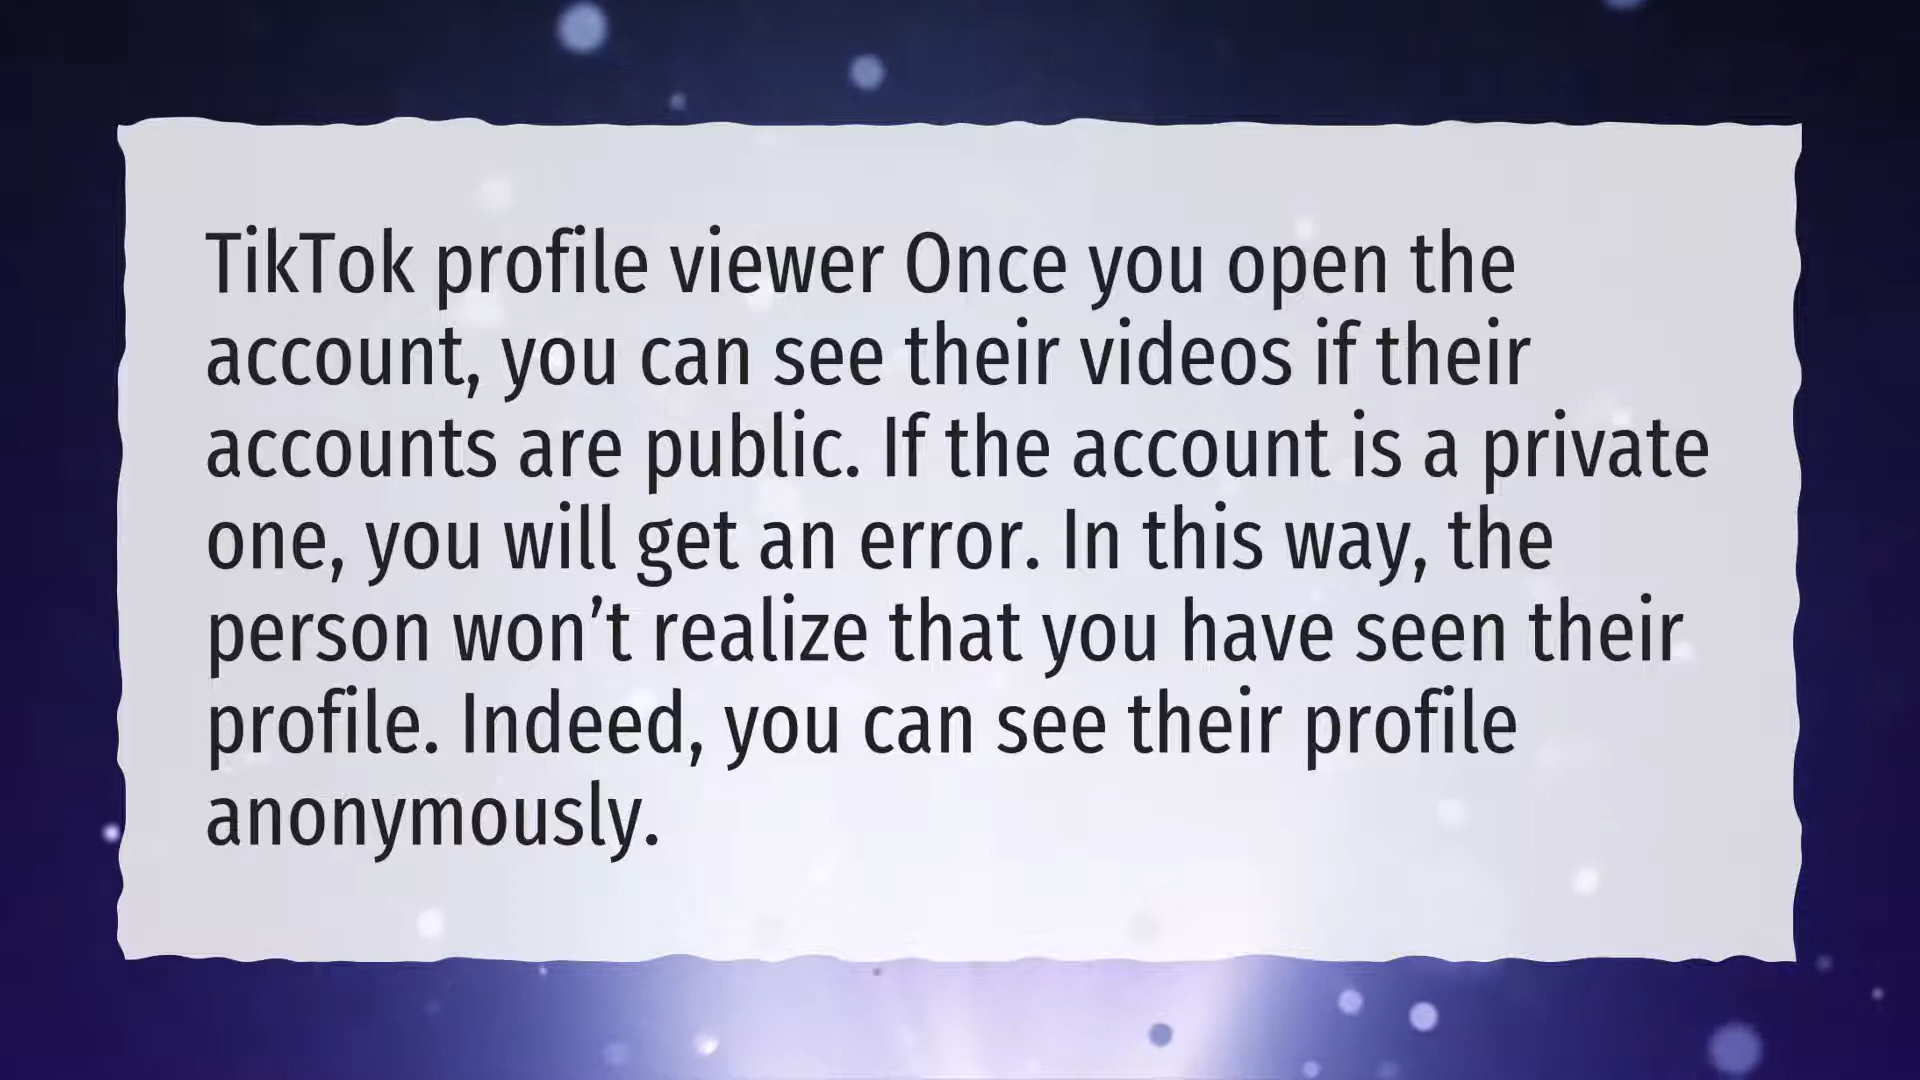 TikTok profile viewer Once you open the
account, you can see their videos if their
accounts are public. If the account is a private
one, you will get an error. In this way, the
person won’t realize that you have seen their
profile. Indeed, you can see their profile
anonymously.